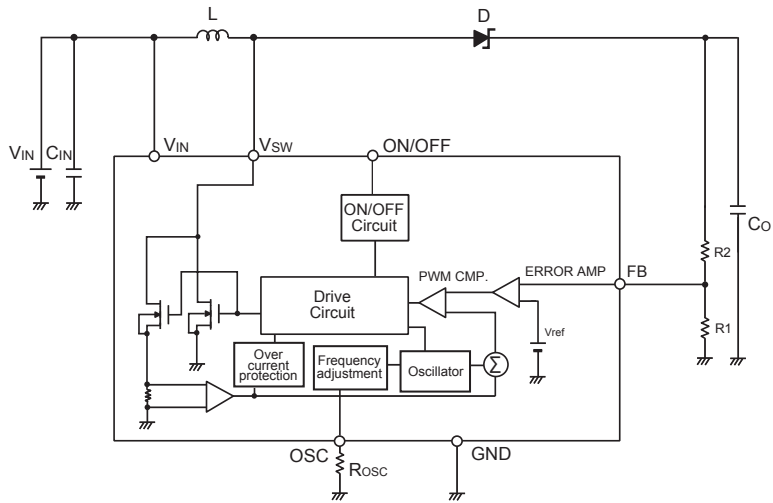 L
D
VIN
CIN
VIN
VSW
ON/OFF
ON/OFF
Circuit
CO
R2
PWM CMP.
ERROR AMP
FB
Drive
Circuit
Vref
R1
Over
current
protection
Frequency
adjustment
Oscillator
Σ
OSC
ROSC
GND